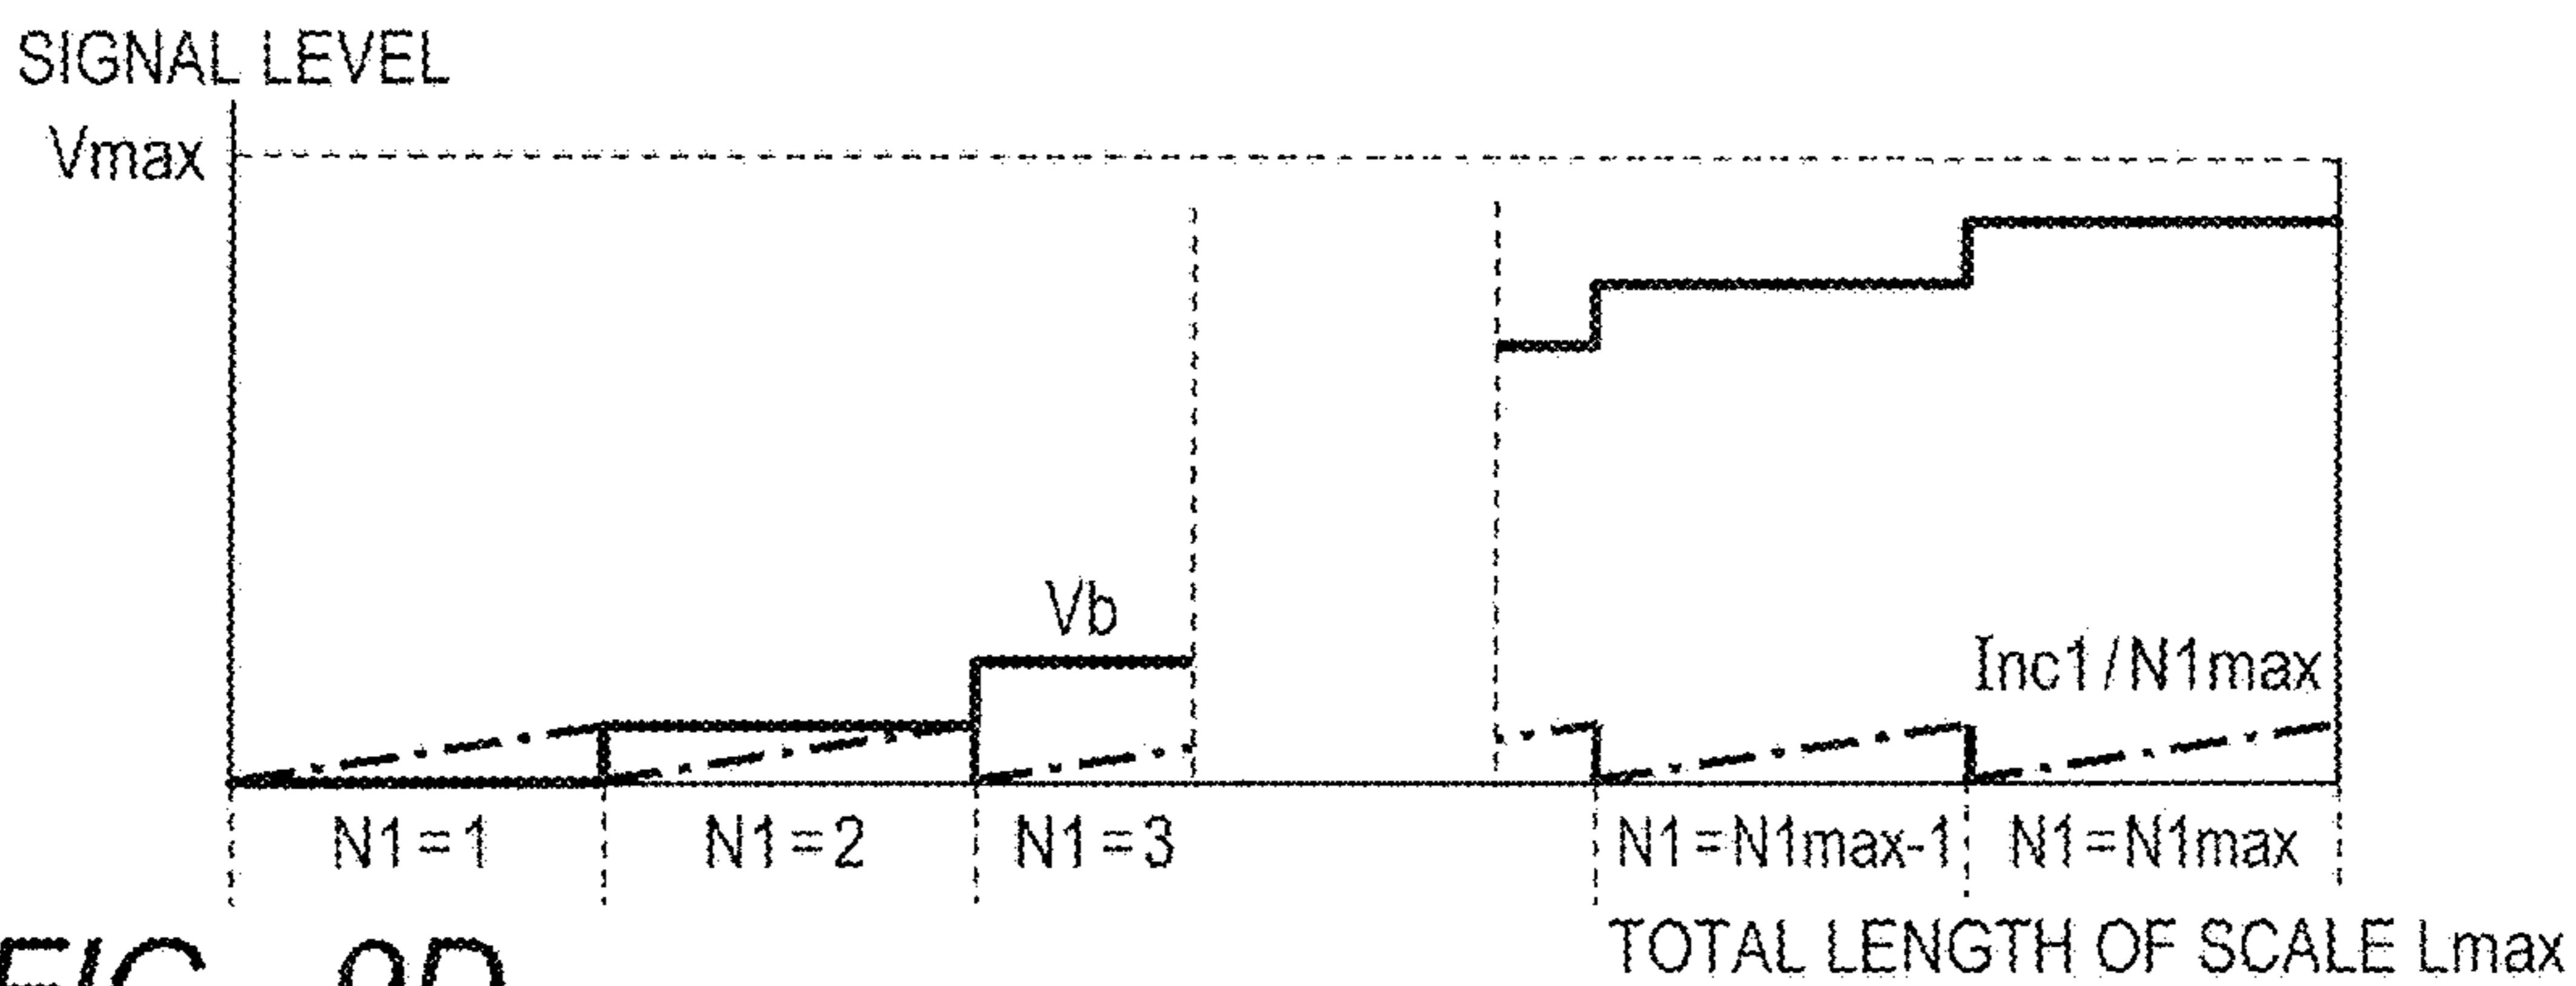 SIGNAL LEVEL
Vmax
Vb
Inc1/N1max
N1=1 N1=2 N1=3 N1=N1max-1 N1=N1max
TOTAL LENGTH OF SCALE Lmax